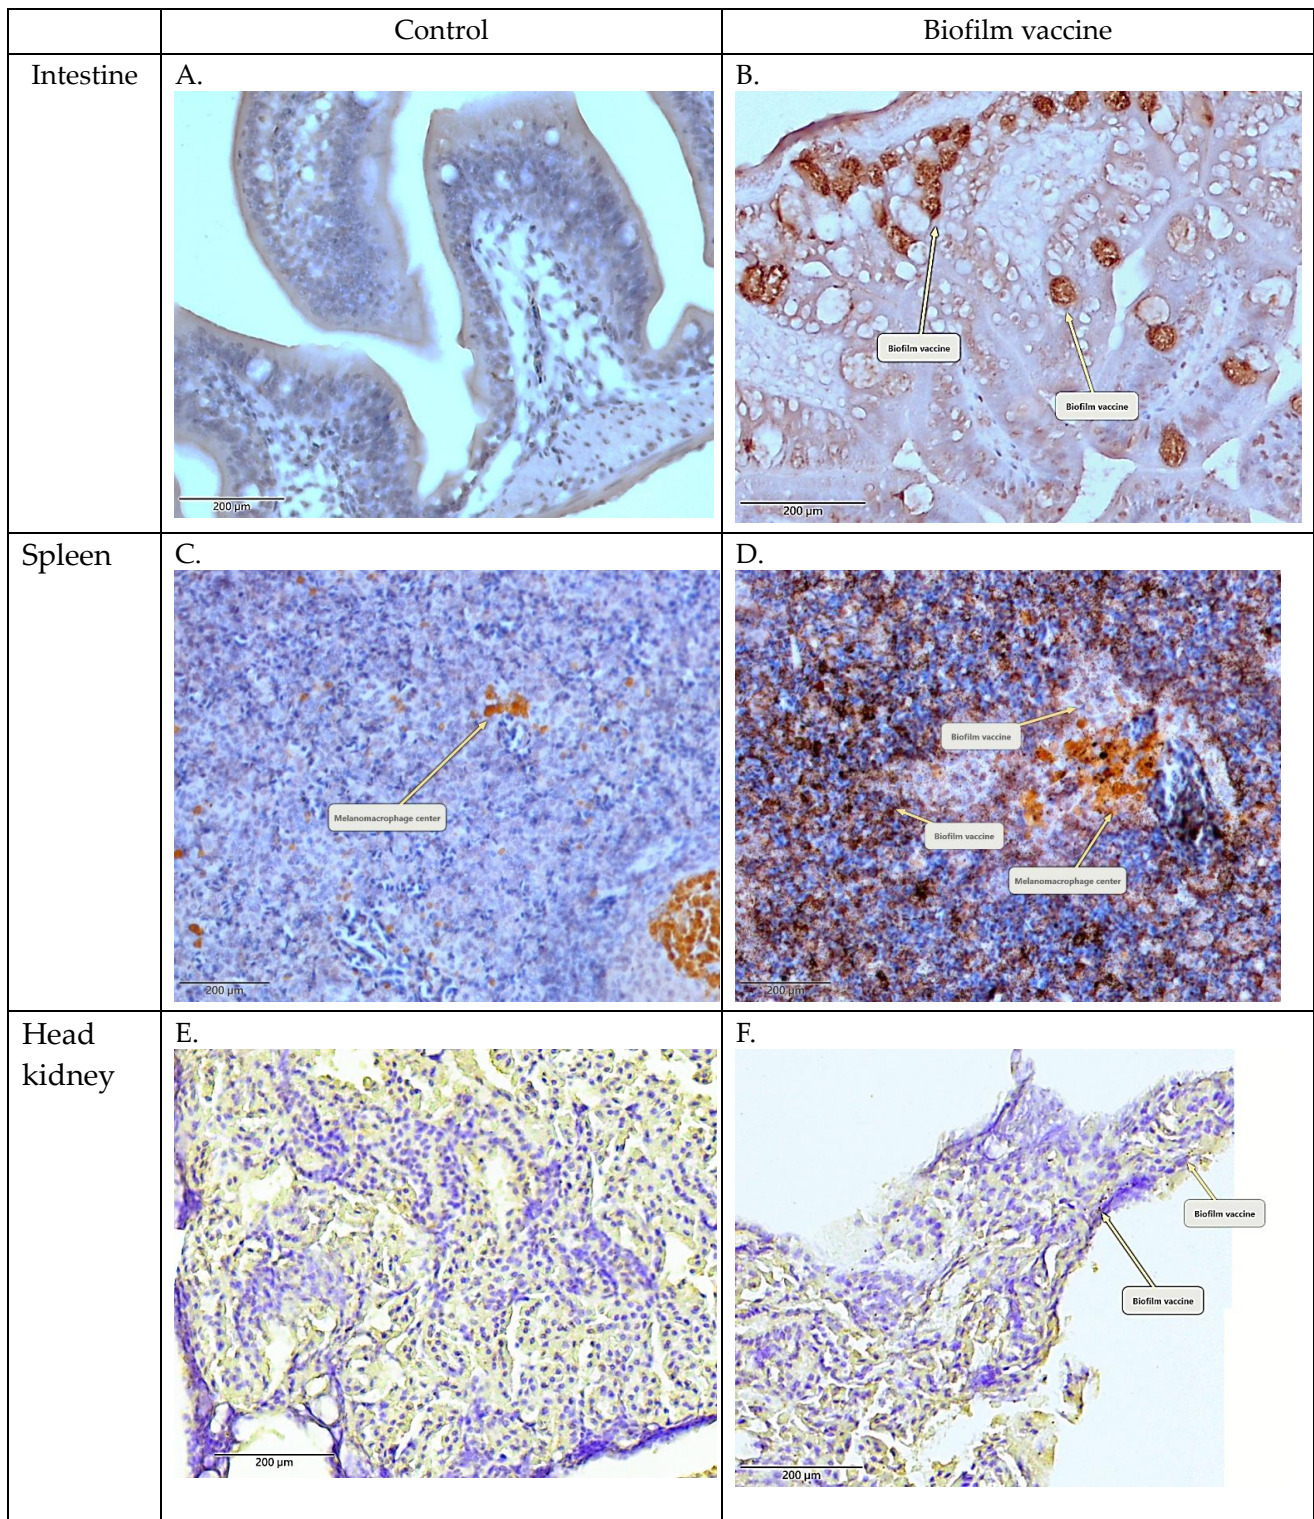 Control
Biofilm vaccine
Intestine
A.
B.
Biofilm vaccine
Biofilm vaccine
200 µm
200 µm
Spleen
C.
D.
Melanomacrophage center
Biofilm vaccine
Biofilm vaccine
Melanomacrophage center
200 µm
200 µm
Head
kidney
E.
F.
Biofilm vaccine
Biofilm vaccine
200 µm
200 µm